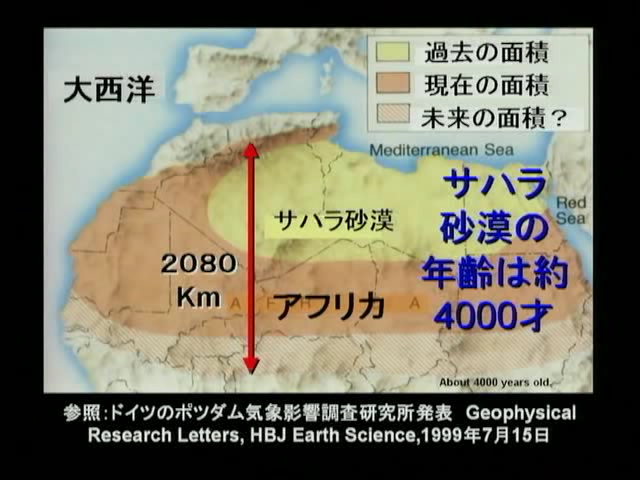 過去の面積
現在の面積
未来の面積？
大西洋
Mediterranean Sea
Red
Sea
サハラ
砂漠の
年齢は約
4000才
サハラ砂漠
2080
Km
AFRICA
アフリカ
About 4000 years old.
参照：ドイツのポツダム気象影響調査研究所発表 Geophysical
Research Letters, HBJ Earth Science,1999年7月15日